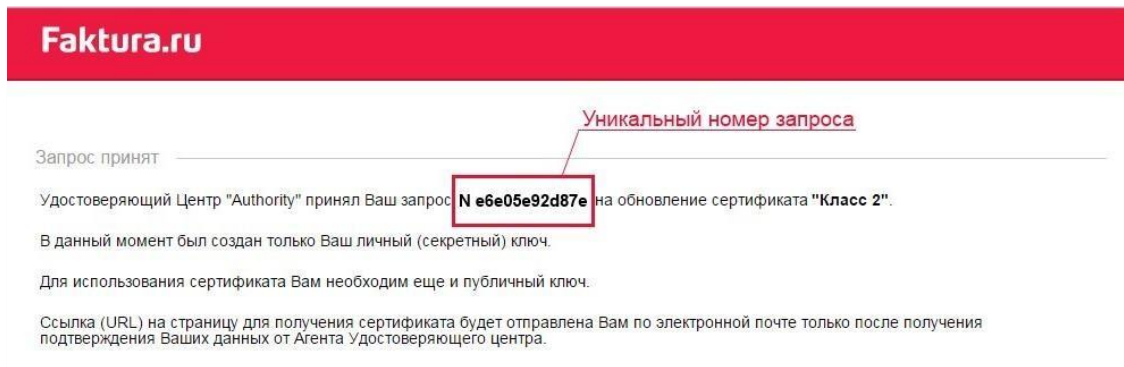 Faktura.ru
Уникальный номер запроса
Запрос принят
Удостоверяющий Центр "Authority" принял Ваш запрос N e6e05e92d87e на обновление сертификата "Класс 2".
В данный момент был создан только Ваш личный (секретный) ключ.
Для использования сертификата Вам необходим еще и публичный ключ.
Ссылка (URL) на страницу для получения сертификата будет отправлена Вам по электронной почте только после получения
подтверждения Ваших данных от Агента Удостоверяющего центра.